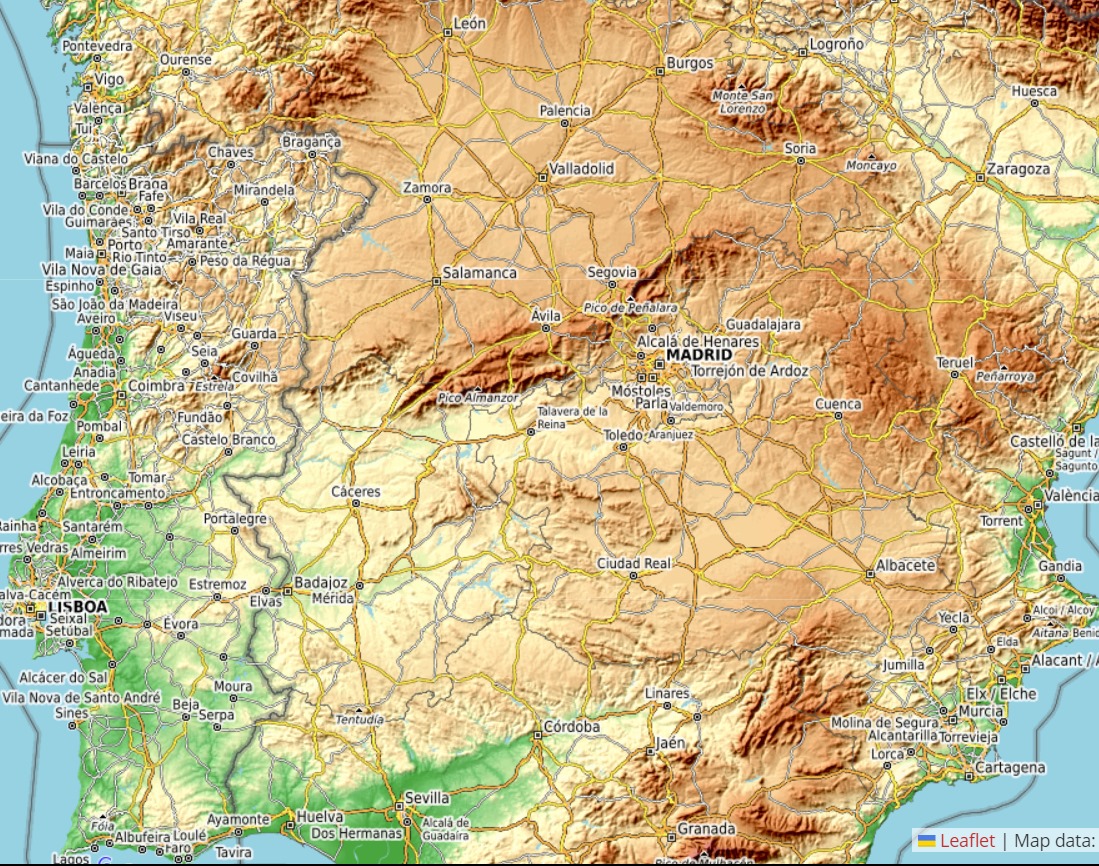 León
Logroño
Pontevedra
Ourense
Burgos
Vigo
Huesca
Monte San
Lorenzo
Valença
Palencia
Tui
Bragança
Soria
Chaves
Viana do Castelo
Moncayo
Valladolid
Zaragoza
Barcelos
Braga
Mirandela
Zamora
Fafe
Vila do Conde
Guimarães
Vila Real
Santo Tirso
Porto
Amarante
Maia
Rio Tinto
Peso da Régua
Vila Nova de Gaia
Salamanca
Segovia
Espinho
São João da Madeira
Pico de Peñalara
Aveiro
Viseu
Ávila
Guadalajara
Guarda
Alcalá de Henares
Águeda
Seia
MADRID
Teruel
Anadia
Torrejón de Ardoz
Peñarroya
Cantanhede
Coimbra
Estrela
Covilhã
Móstoles
Pico Almanzor
Parla
Valdemoro
Cuenca
eira da Foz
Fundão
Talavera de la
Reina
Pombal
Toledo
Aranjuez
Castelo Branco
Castelló de la
Leiria
Sagunt /
Sagunto
Alcobaça
Tomar
Entroncamento
Cáceres
València
Rainha
Santarém
Portalegre
Torrent
rres Vedras
Almeirim
Ciudad Real
Albacete
Gandia
Alverca do Ribatejo
Estremoz
Badajoz
alva-Cacém
Elvas
Mérida
LISBOA
dora
Seixal
Alcoi / Alcoy
mada
Setúbal
Évora
Yecla
Aitana
Benid
Elda
Jumilla
Alacant / A
Alcácer do Sal
Moura
Vila Nova de Santo André
Linares
Elx / Elche
Beja
Sines
Serpa
Tentudía
Murcia
Molina de Segura
Córdoba
Alcantarilla
Torrevieja
Jaén
Lorca
Cartagena
Sevilla
Huelva
Ayamonte
Alcalá de
Guadaira
Fóia
Dos Hermanas
Granada
Albufeira
Loulé
Faro
Tavira
Lagos
Pico de Mulhacén
Leaflet | Map data: